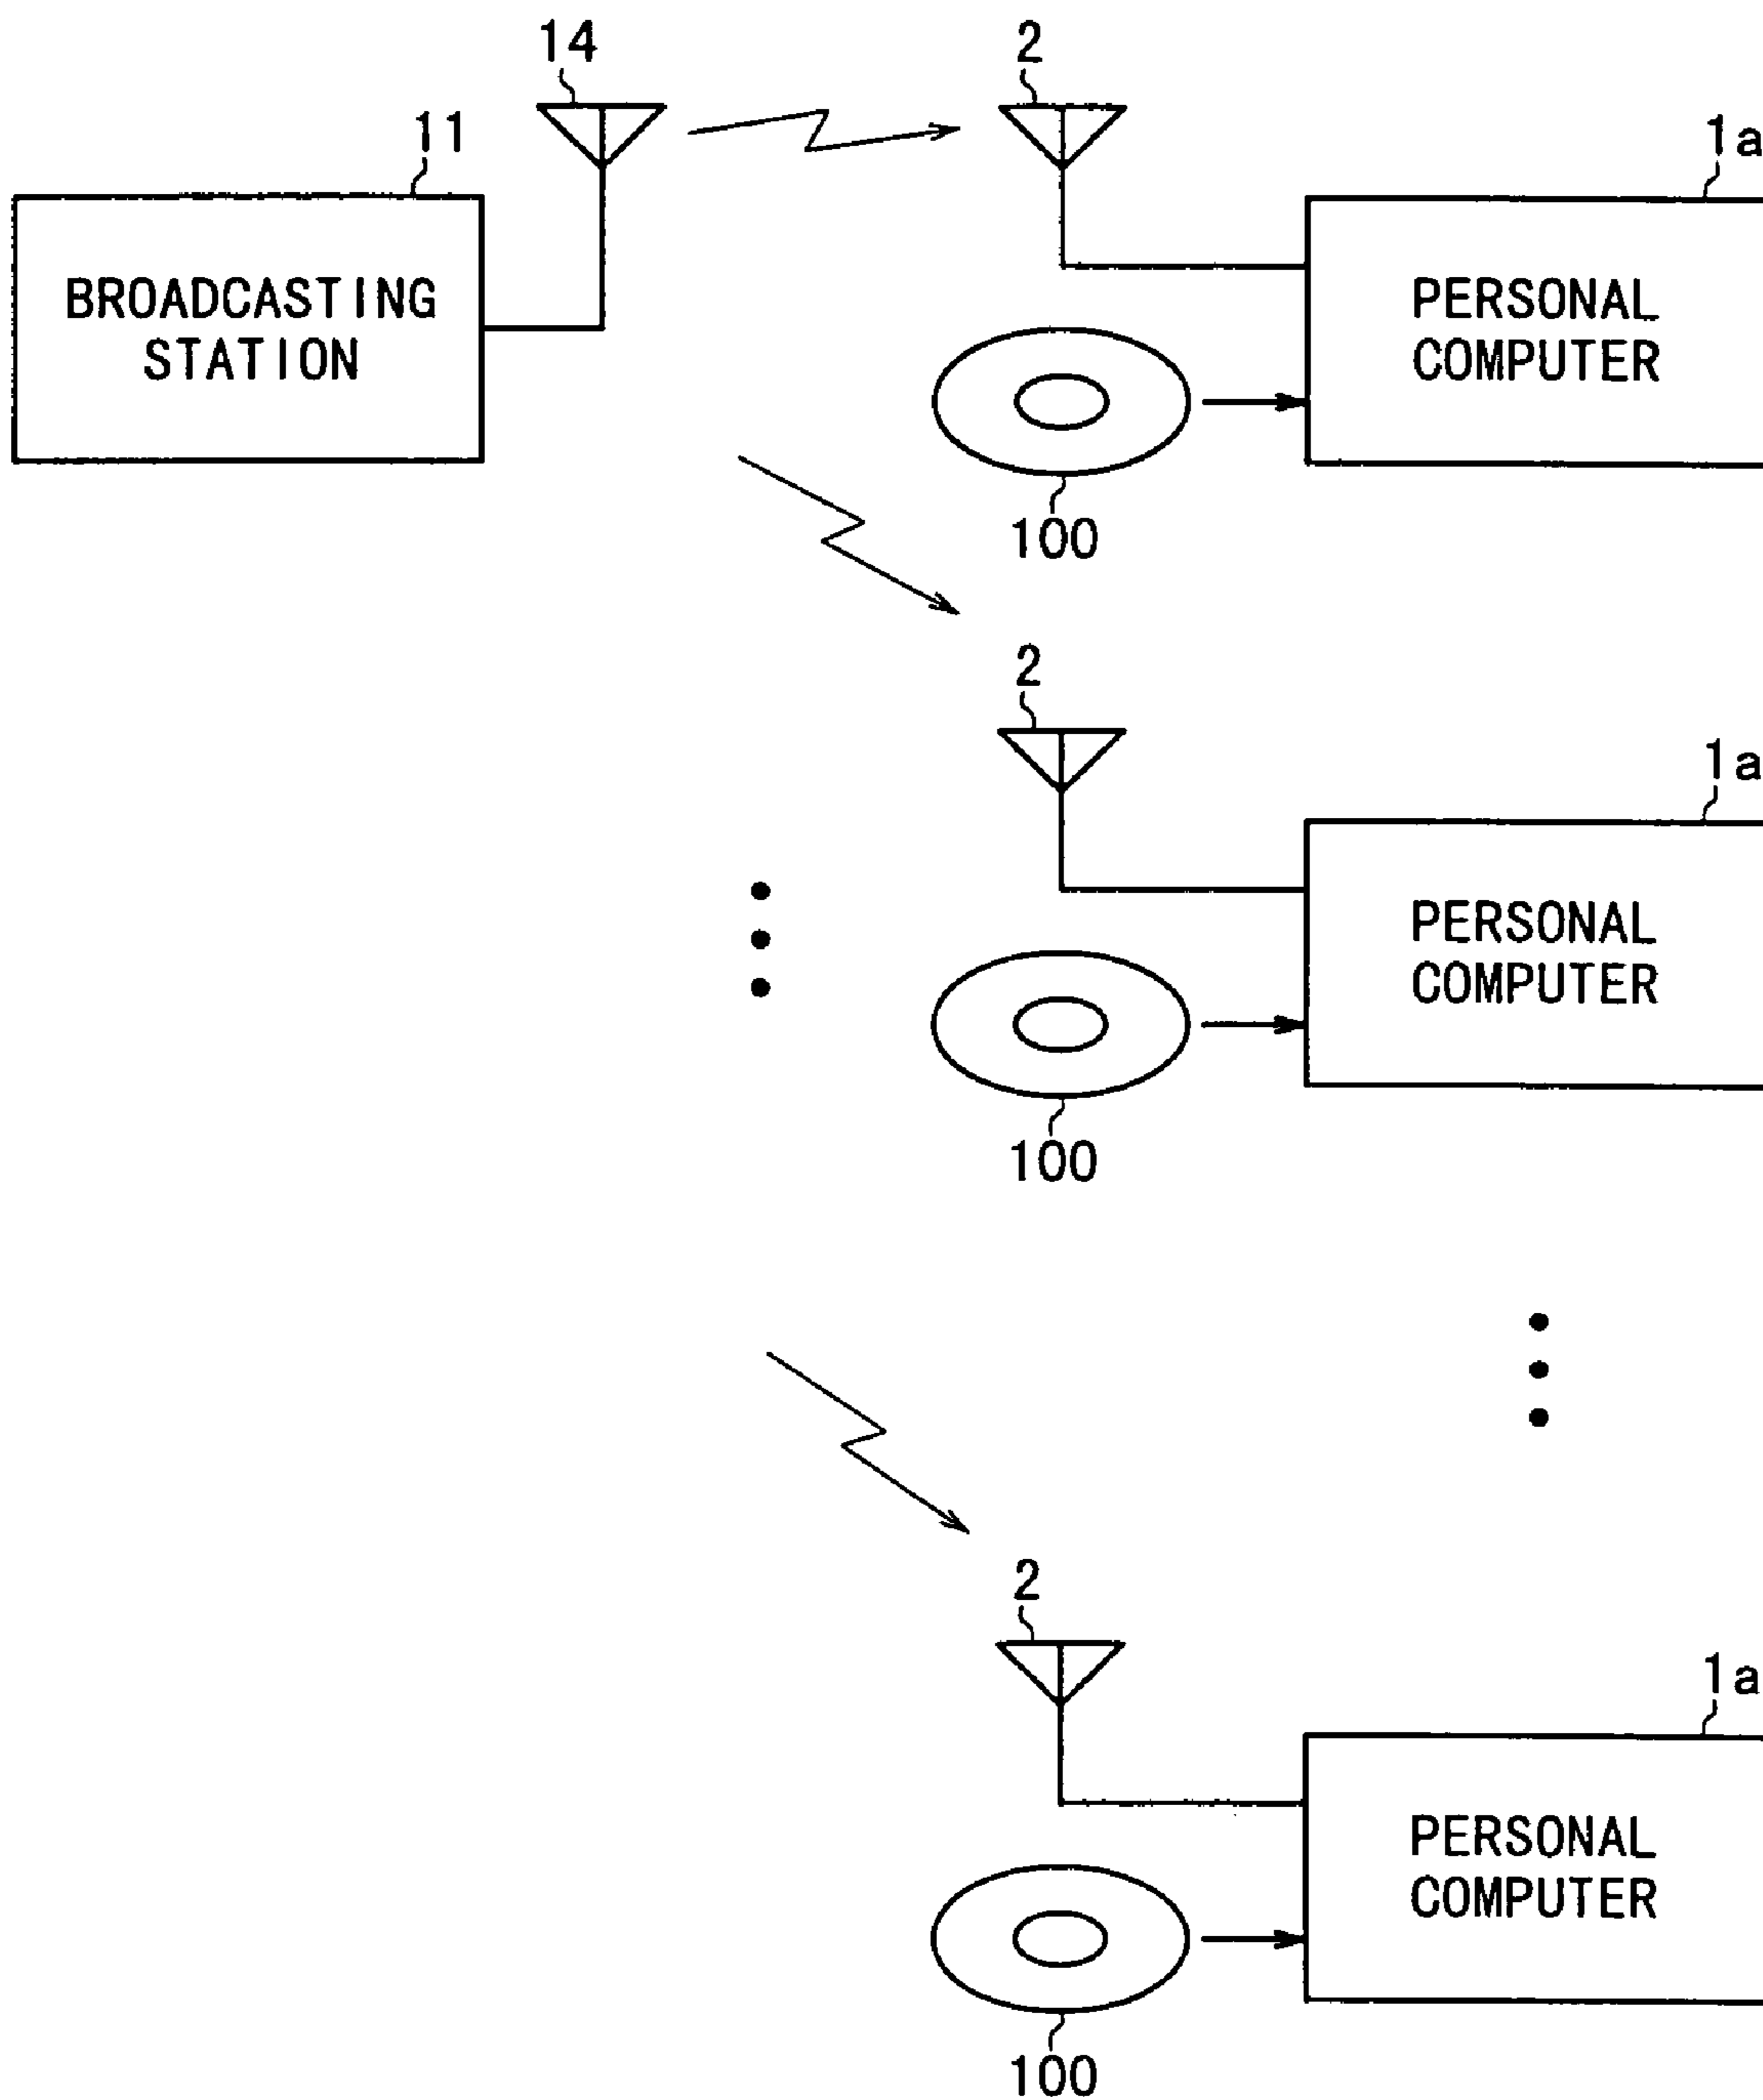 14
2
11
1a
BROADCASTING
STATION
PERSONAL
COMPUTER
100
2
1a
PERSONAL
COMPUTER
100
2
1a
PERSONAL
COMPUTER
100